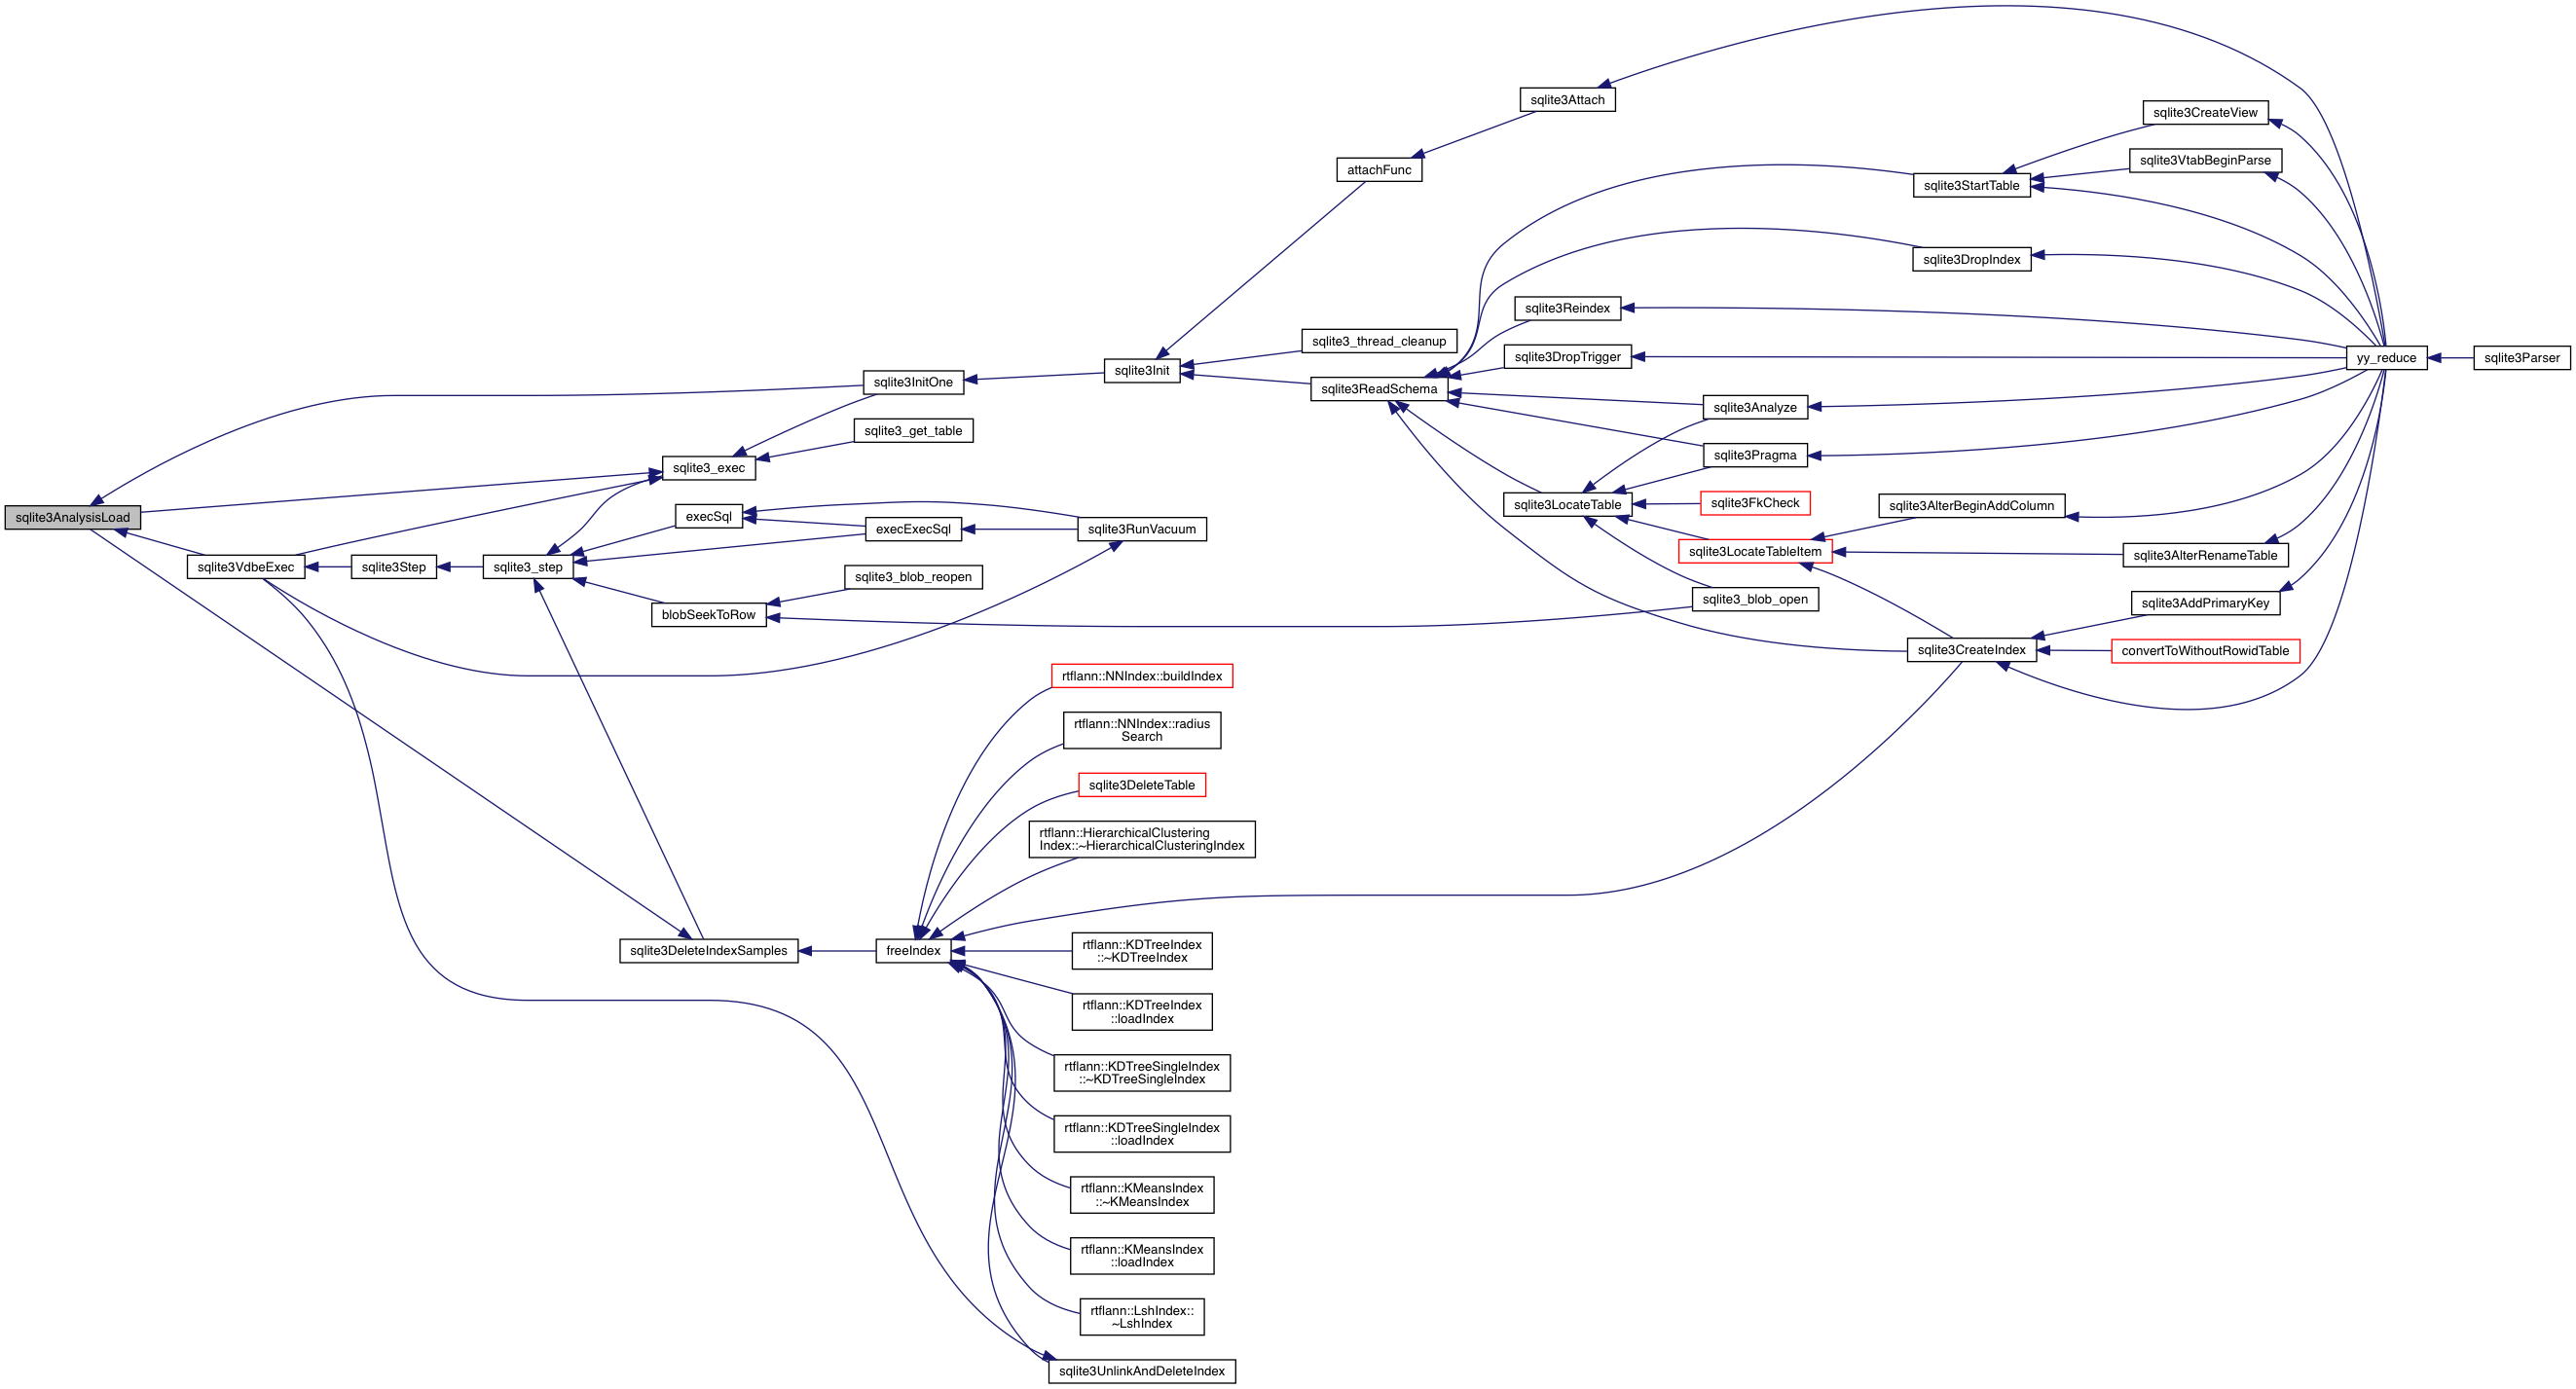 sqlite3AnalysisLoad
sqlite3VdbeExec
sqlite3Step
sqlite3_step
sqlite3_exec
execSql
blobSeekToRow
sqlite3DeleteIndexSamples
sqlite3InitOne
sqlite3_get_table
execExecSql
sqlite3_blob_reopen
freeIndex
sqlite3Init
sqlite3RunVacuum
rtflann::NNIndex::buildIndex
rtflann::NNIndex::radius
Search
sqlite3DeleteTable
rtflann::HierarchicalClustering
Index::~HierarchicalClusteringIndex
rtflann::KDTreeIndex
::~KDTreeIndex
rtflann::KDTreeIndex
::loadIndex
rtflann::KDTreeSingleIndex
::~KDTreeSingleIndex
rtflann::KDTreeSingleIndex
::loadIndex
rtflann::KMeansIndex
::~KMeansIndex
rtflann::KMeansIndex
::loadIndex
rtflann::LshIndex::
~LshIndex
sqlite3UnlinkAndDeleteIndex
attachFunc
sqlite3_thread_cleanup
sqlite3ReadSchema
sqlite3Attach
sqlite3Reindex
sqlite3DropTrigger
sqlite3LocateTable
sqlite3Analyze
sqlite3Pragma
sqlite3FkCheck
sqlite3LocateTableItem
sqlite3_blob_open
sqlite3StartTable
sqlite3DropIndex
sqlite3AlterBeginAddColumn
sqlite3CreateIndex
sqlite3CreateView
sqlite3VtabBeginParse
sqlite3AlterRenameTable
sqlite3AddPrimaryKey
convertToWithoutRowidTable
yy_reduce
sqlite3Parser